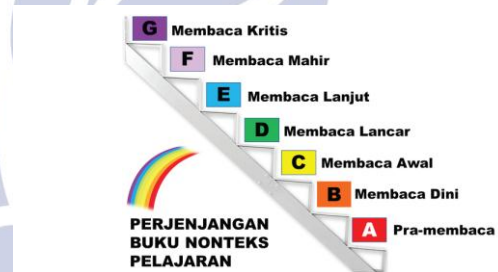 G Membaca Kritis
F Membaca Mahir
E Membaca Lanjut
D Membaca Lancar
C Membaca Awal
B Membaca Dini
A Pra-membaca
PERJENJANGAN
BUKU NONTEKS
PELAJARAN